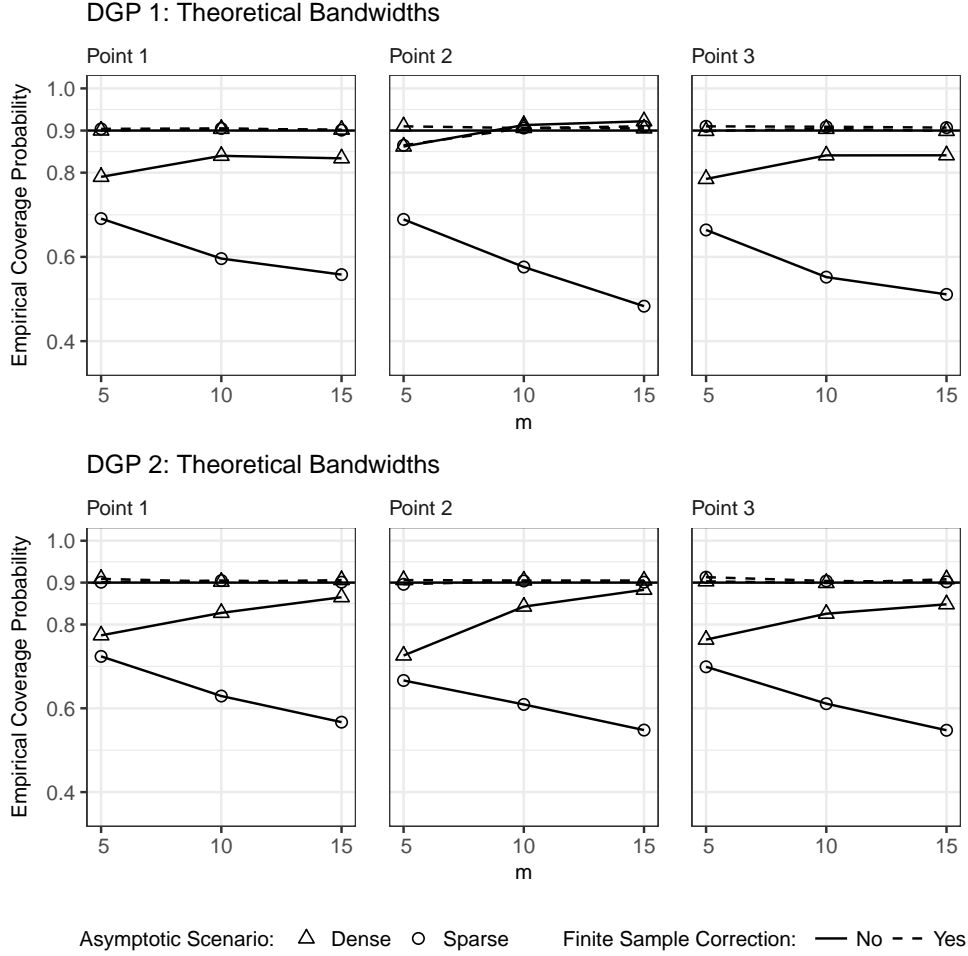 DGP 1: Theoretical Bandwidths
Point 1 Point 2 Point 3
Empirical Coverage Probability
1.0
0.9
0.8
0.6
0.4
5 10 15 5 10 15 5 10 15
m
DGP 2: Theoretical Bandwidths
Point 1 Point 2 Point 3
Empirical Coverage Probability
1.0
0.9
0.8
0.6
0.4
5 10 15 5 10 15 5 10 15
m
Asymptotic Scenario: Dense Sparse Finite Sample Correction: No Yes